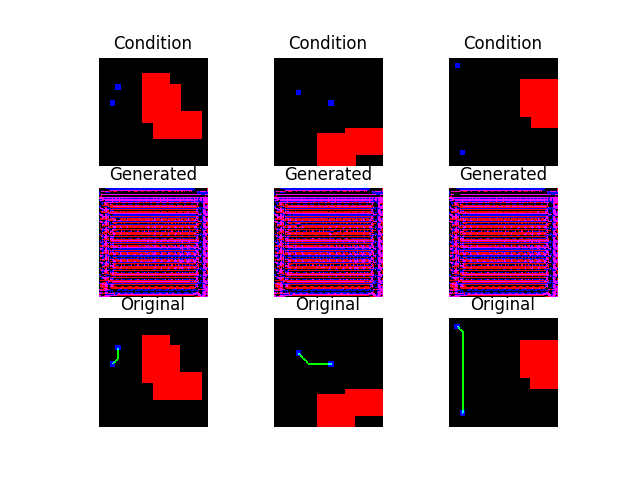 Condition Condition Condition
Generated Generated Generated
Original Original Original